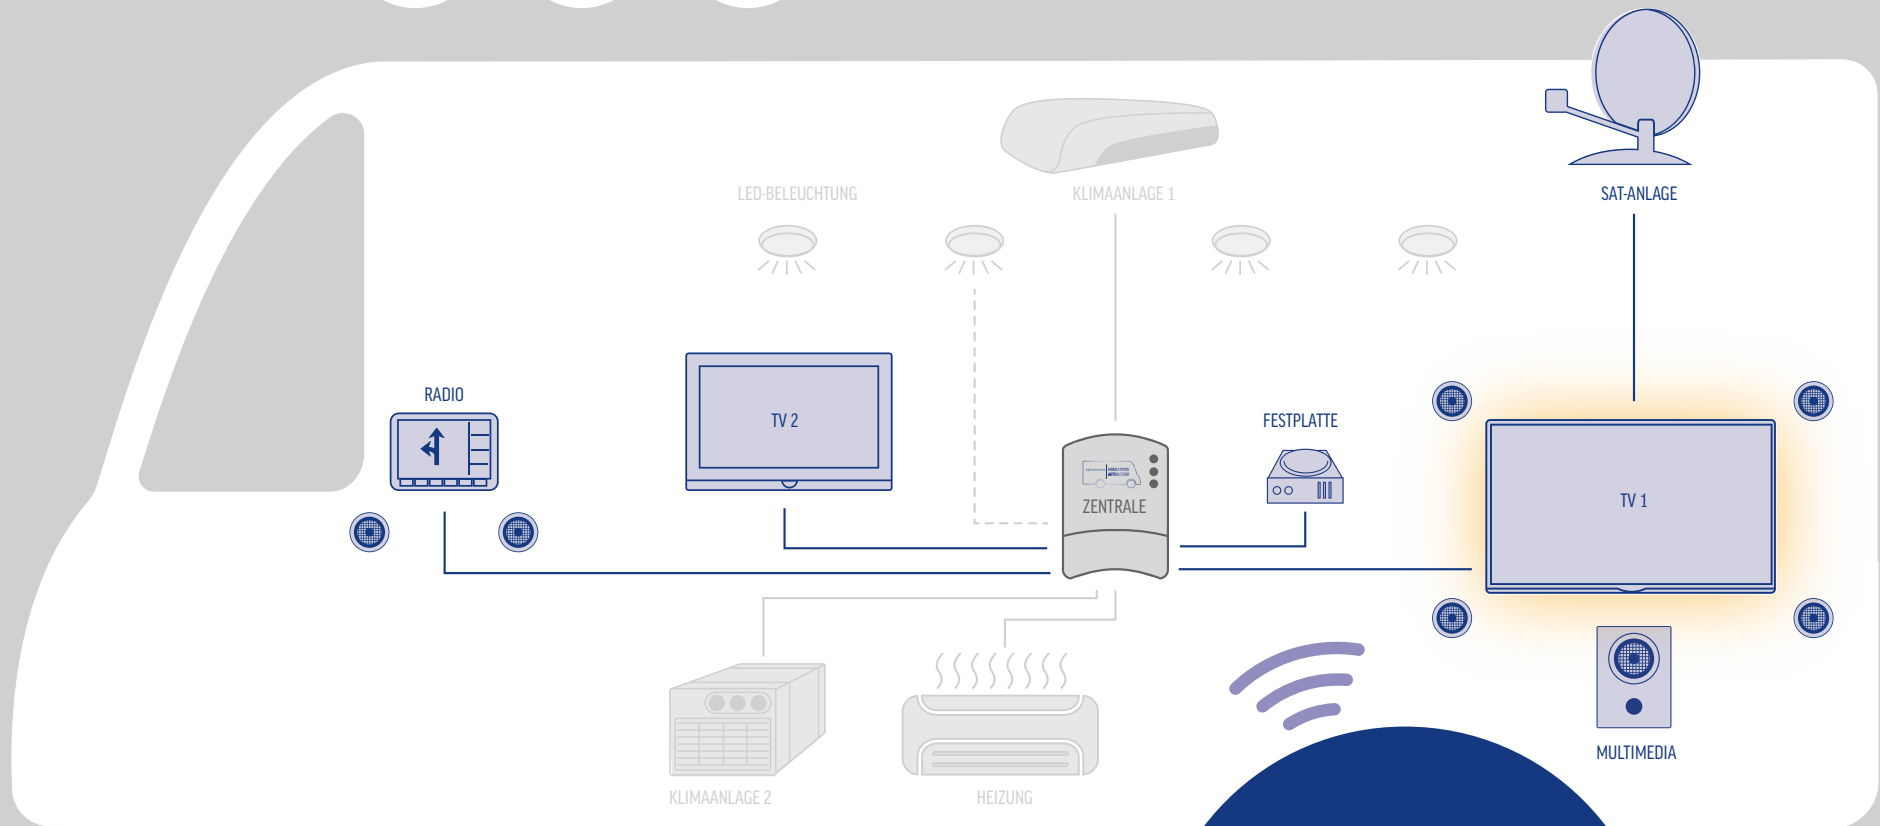 LED-BELEUCHTUNG
KLIMAANLAGE 1
SAT-ANLAGE
RADIO
TV 2
FESTPLATTE
ZENTRALE
TV 1
MULTIMEDIA
KLIMAANLAGE 2
HEIZUNG